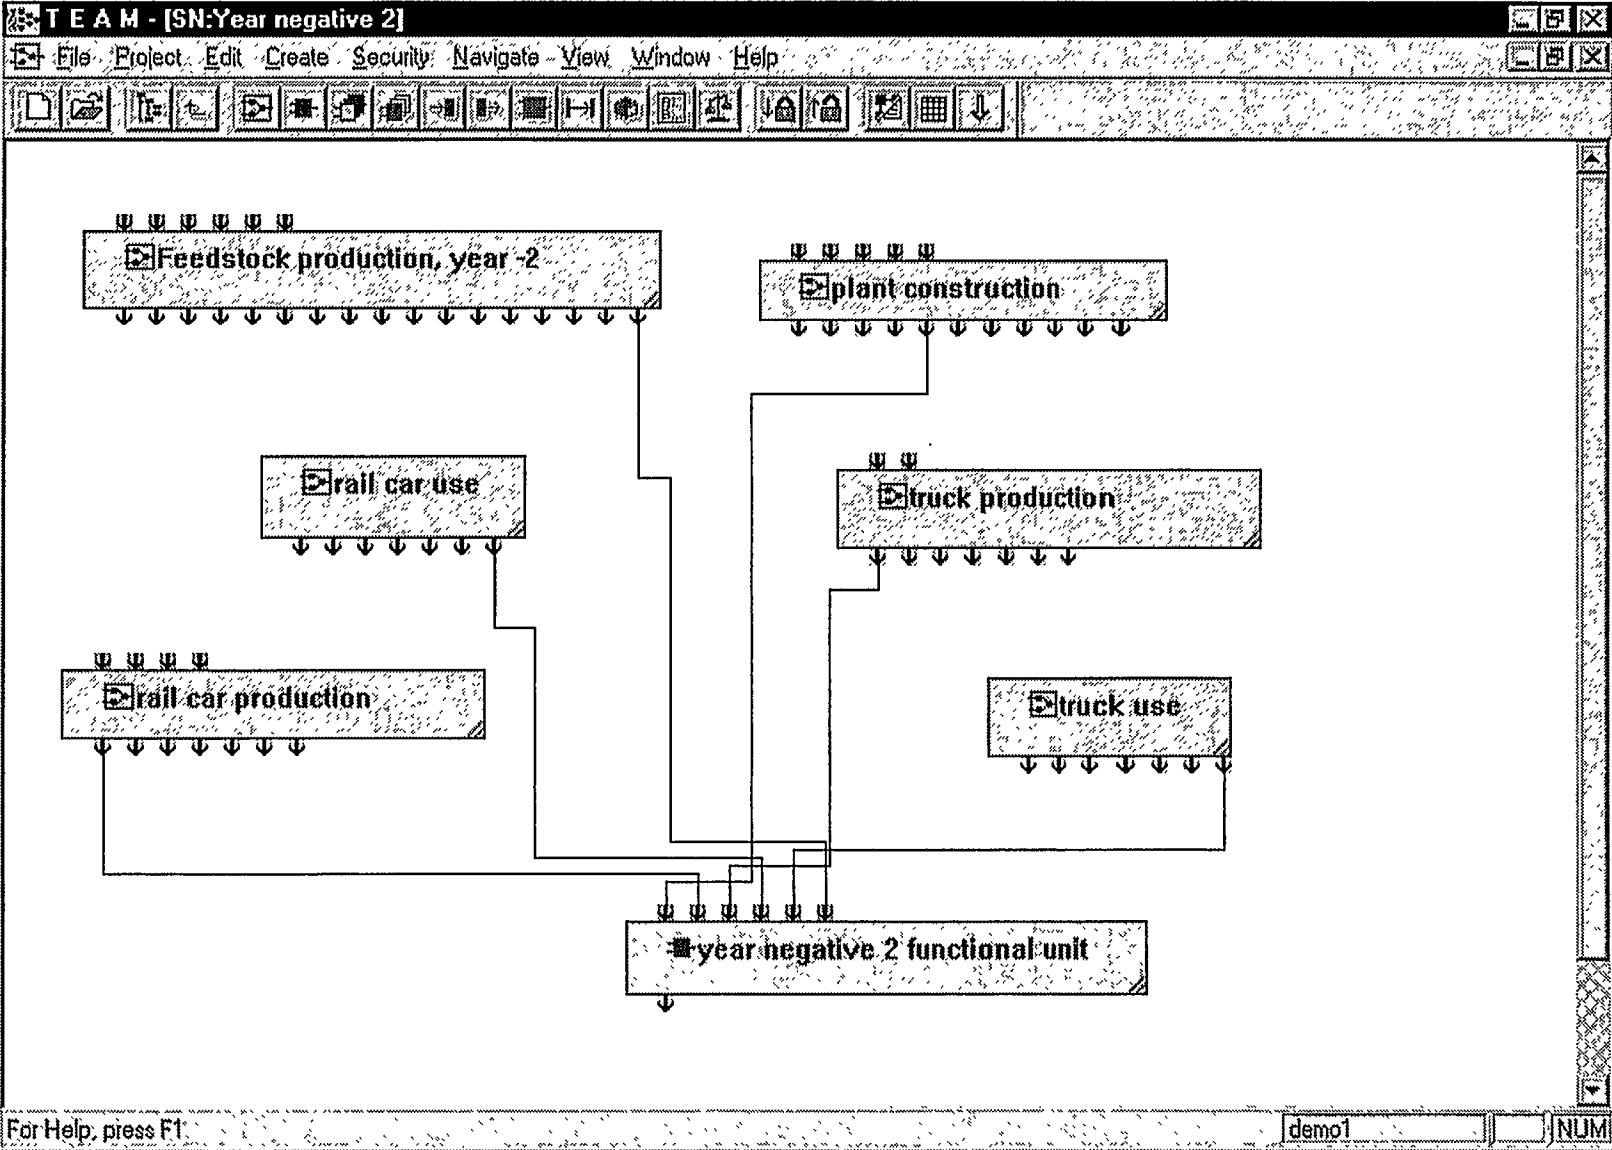 T E A M - [SN:Year negative 2]
File Project Edit Create Security Navigate View Window Help
Feedstock production, year -2
plant construction
rail car use
truck production
rail car production
truck use
year negative 2 functional unit
For Help, press F1
demo1
NUM